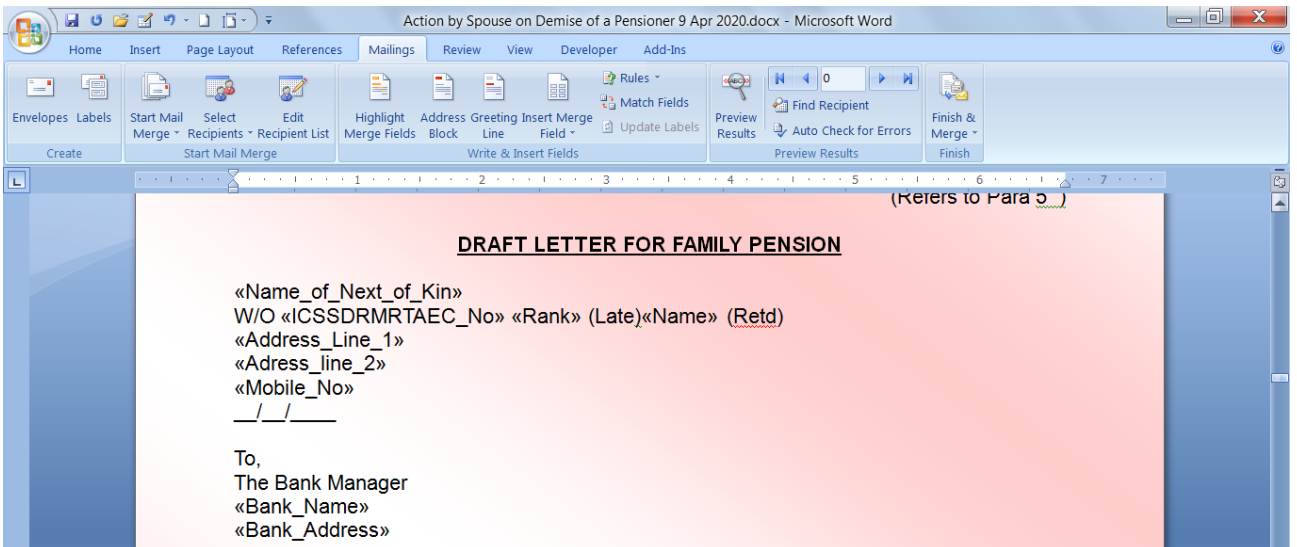 Action by Spouse on Demise of a Pensioner 9 Apr 2020.docx - Microsoft Word
Home Insert Page Layout References Mailings Review View Developer Add-Ins
Envelopes Labels Start Mail Merge Select Recipients Edit Recipient List Highlight Merge Fields Address Block Greeting Line Insert Merge Field Rules Match Fields Update Labels Preview Results 0 Find Recipient Auto Check for Errors Finish & Merge
Create Start Mail Merge Write & Insert Fields Preview Results Finish
L 1 2 3 4 5 6 7
(Refers to Para 5 )
DRAFT LETTER FOR FAMILY PENSION
«Name_of_Next_of_Kin»
W/O «ICSSDRMRTAEC_No» «Rank» (Late)«Name» (Retd)
«Address_Line_1»
«Adress_line_2»
«Mobile_No»
__/__/____
To,
The Bank Manager
«Bank_Name»
«Bank_Address»